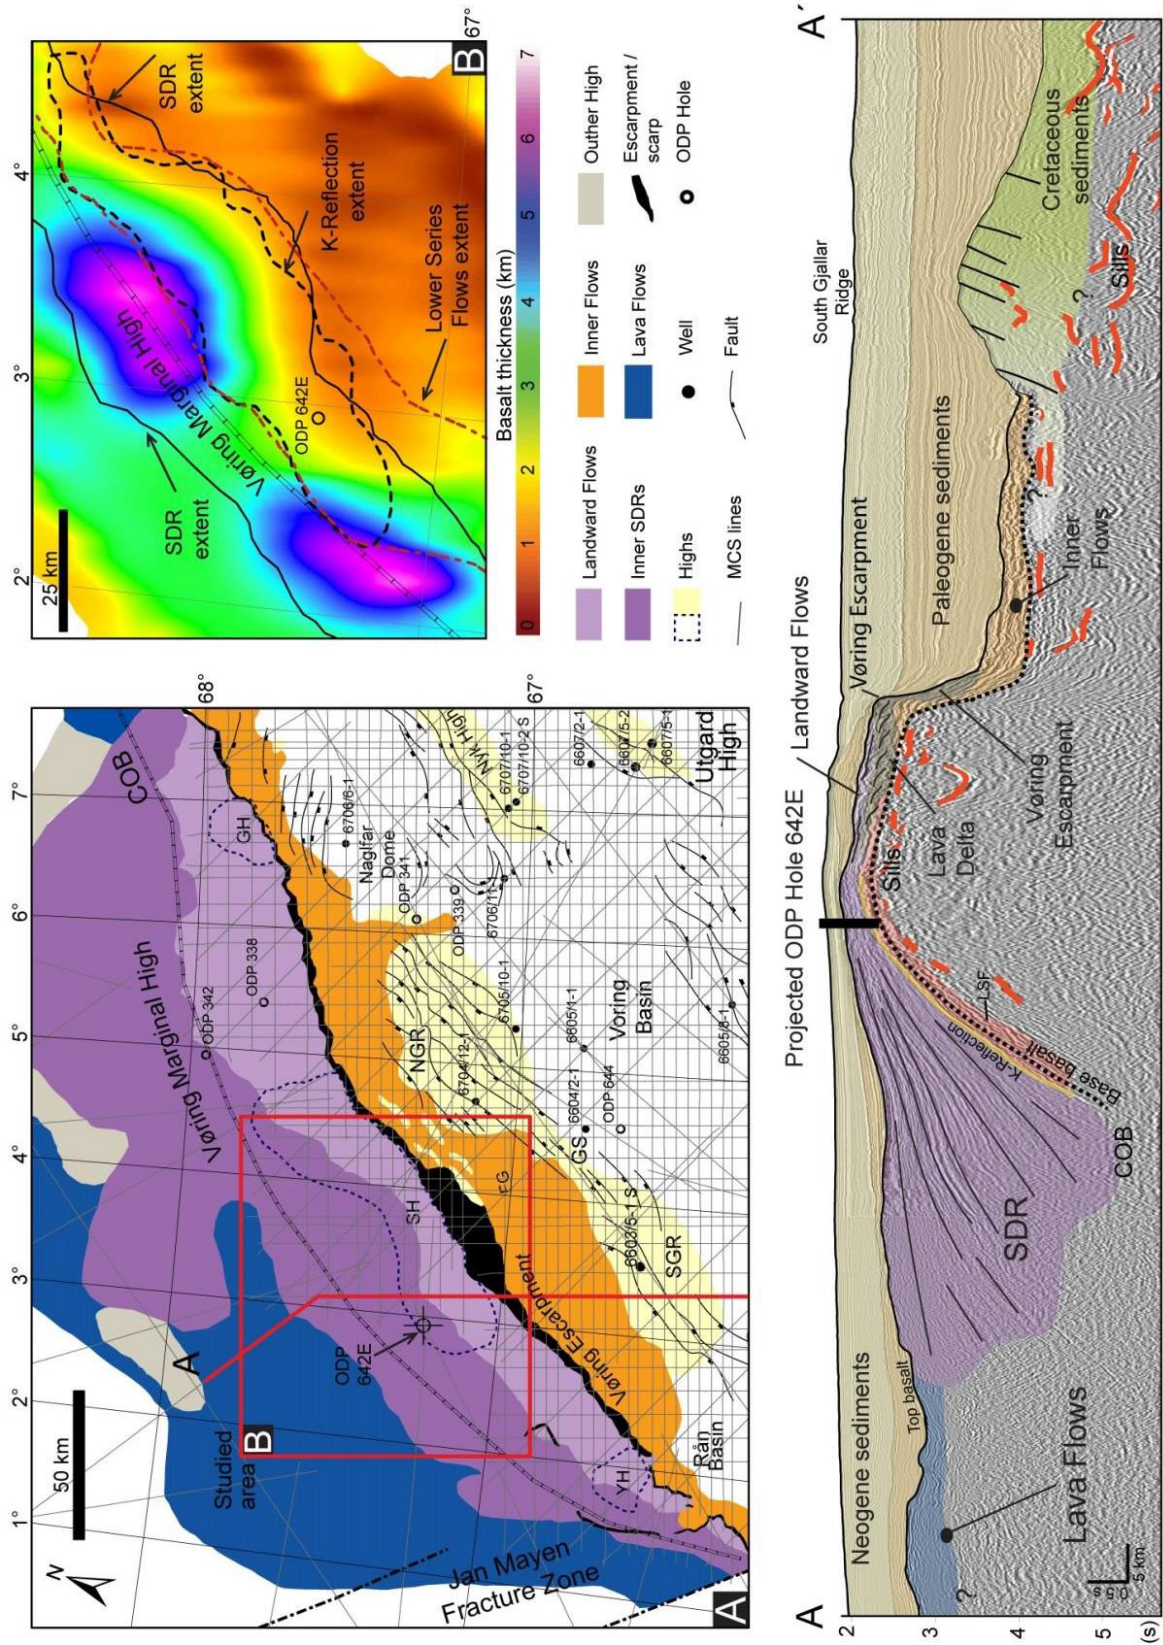 1°
2°
3°
4°
5°
6°
7°
N
50 km
Studied
area
A
B
ODP
642E
Vøring Marginal High
ODP 342
ODP 338
COB
68°
GH
SH
YH
Vøring Escarpment
FG
Nyk High
6706/6-1
Naglfar
Dome
ODP 341
6707/10-1
6707/10-2 S
ODP 339
67°
NGR
6704/12-1
6705/10-1
6607/2-1
6607/5-2
6607/5-1
Utgard
High
GS
6604/2-1
6605/1-1
ODP 644
Vøring
Basin
6603/5-1 S
SGR
6605/8-1
Rån
Basin
Jan Mayen
Fracture Zone
A
2°
3°
4°
25 km
SDR
extent
Vøring Marginal High
SDR
extent
ODP 642E
K-Reflection
extent
Lower Series
Flows extent
B
67°
Basalt thickness (km)
0
1
2
3
4
5
6
7
Landward Flows
Inner Flows
Outher High
Inner SDRs
Lava Flows
Escarpment /
scarp
Highs
Well
ODP Hole
MCS lines
Fault
A
A´
Projected ODP Hole 642E
Landward Flows
Vøring Escarpment
South Gjallar
Ridge
2
3
4
5
(s)
Neogene sediments
Paleogene sediments
Top basalt
Sills
Lava
Delta
Cretaceous
sediments
SDR
K-Reflection
LSF
Base basalt
Vøring
Escarpment
?
Inner
Flows
?
Sills
COB
Lava Flows
?
0.5 s
5 km